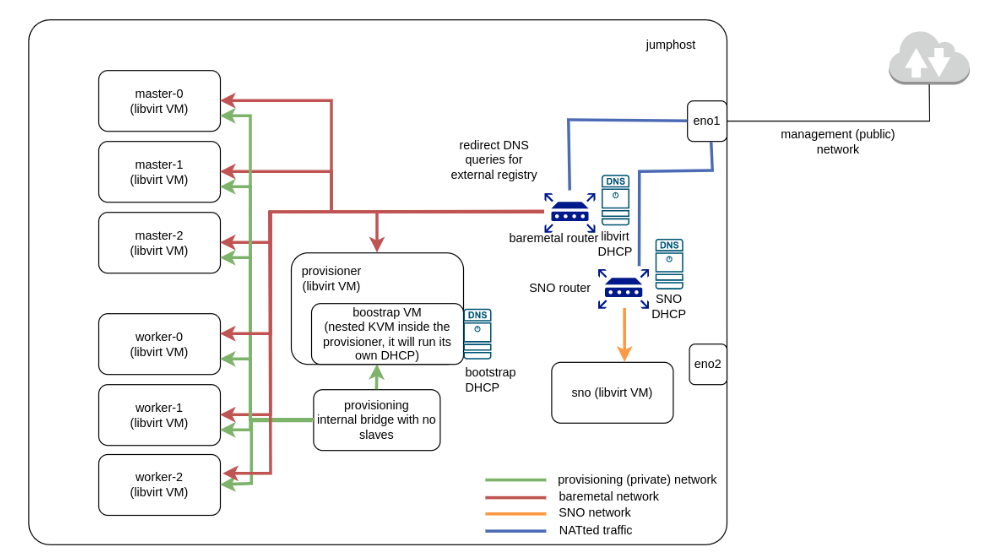 jumphost
master-0
(libvirt VM)
master-1
(libvirt VM)
master-2
(libvirt VM)
worker-0
(libvirt VM)
worker-1
(libvirt VM)
worker-2
(libvirt VM)
redirect DNS
queries for
external registry
eno1
management (public)
network
DNS
baremetal router
libvirt
DHCP
DNS
SNO router
SNO
DHCP
provisioner
(libvirt VM)
boostrap VM
(nested KVM inside the
provisioner, it will run its
own DHCP)
DNS
bootstrap
DHCP
eno2
sno (libvirt VM)
provisioning
internal bridge with no
slaves
provisioning (private) network
baremetal network
SNO network
NATted traffic